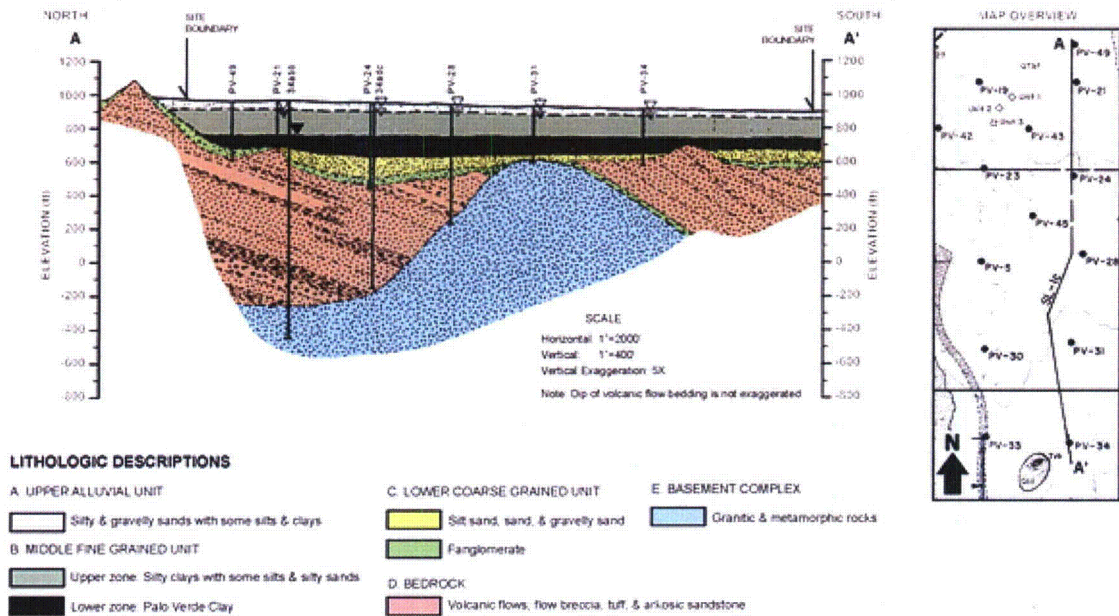 NORTH
A
SITE
BOUNDARY
SITE
BOUNDARY
SOUTH
A'
PV-49
PV-21
PV-24
PV-28
PV-31
PV-34
1200
1000
800
600
400
200
0
-200
-400
-600
-800
ELEVATION (ft)
1200
1000
800
600
400
200
0
-200
-400
-600
-800
ELEVATION (ft)
SCALE
Horizontal 1"=2000'
Vertical 1"=400'
Vertical Exaggeration 5X
Note Dip of volcanic flow bedding is not exaggerated
MAP OVERVIEW
A
PV-49
PV-19
PV-21
UNIT 1
UNIT 2
UNIT 3
PV-42
PV-43
PV-23
PV-24
PV-45
PV-5
PV-28
PV-30
PV-31
PV-33
PV-34
N
A'
LITHOLOGIC DESCRIPTIONS
A UPPER ALLUVIAL UNIT
Silty & gravelly sands with some silts & clays
B MIDDLE FINE GRAINED UNIT
Upper zone: Silty clays with some silts & silty sands
Lower zone: Palo Verde Clay
C LOWER COARSE GRAINED UNIT
Silt sand, sand, & gravelly sand
Fanglomerate
D. BEDROCK
Volcanic flows, flow breccia, tuff, & arkosic sandstone
E BASEMENT COMPLEX
Granitic & metamorphic rocks